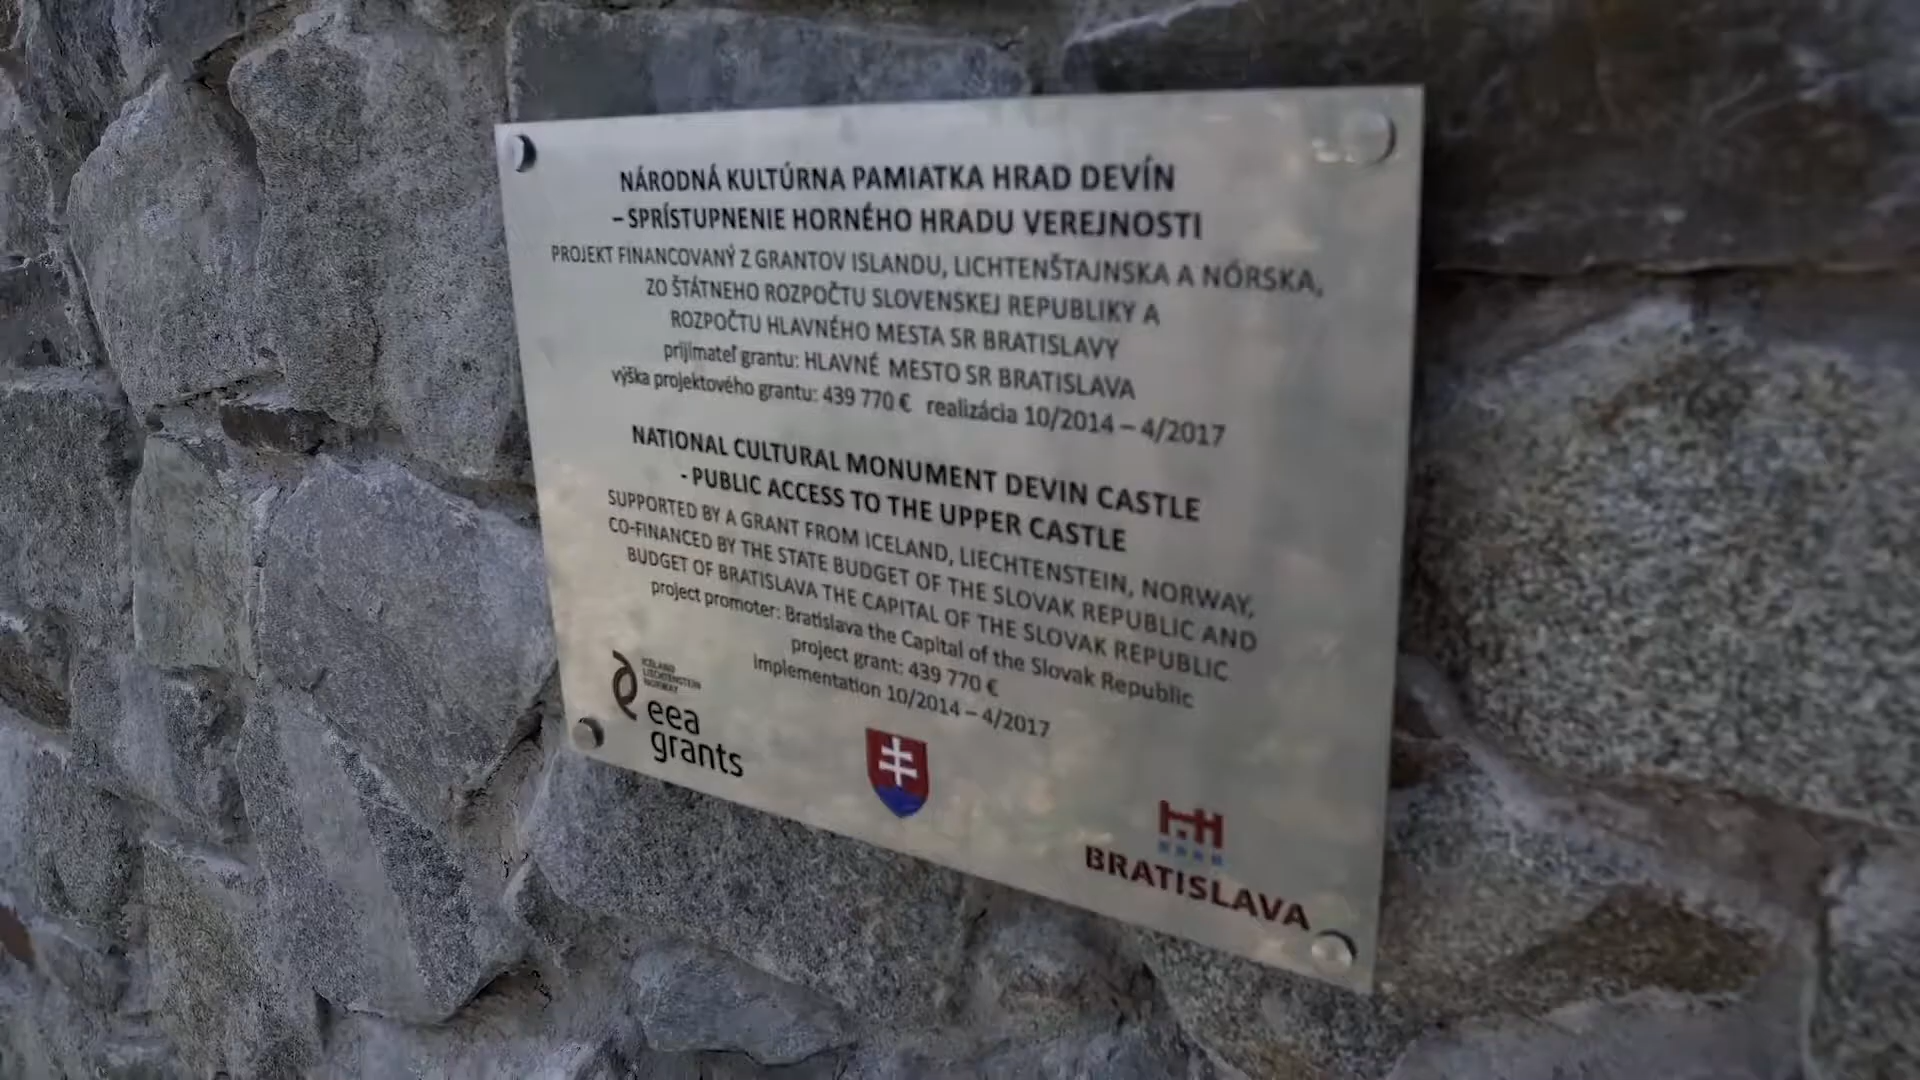 NÁRODNÁ KULTÚRNA PAMIATKA HRAD DEVÍN
– SPRÍSTUPNENIE HORNÉHO HRADU VEREJNOSTI
PROJEKT FINANCOVANÝ Z GRANTOV ISLANDU, LICHTENŠTAJNSKA A NÓRSKA,
ZO ŠTÁTNEHO ROZPOČTU SLOVENSKEJ REPUBLIKY A
ROZPOČTU HLAVNÉHO MESTA SR BRATISLAVY
prijímateľ grantu: HLAVNÉ MESTO SR BRATISLAVA
výška projektového grantu: 439 770 € realizácia 10/2014 – 4/2017
NATIONAL CULTURAL MONUMENT DEVIN CASTLE
- PUBLIC ACCESS TO THE UPPER CASTLE
SUPPORTED BY A GRANT FROM ICELAND, LIECHTENSTEIN, NORWAY,
CO-FINANCED BY THE STATE BUDGET OF THE SLOVAK REPUBLIC AND
BUDGET OF BRATISLAVA THE CAPITAL OF THE SLOVAK REPUBLIC
project promoter: Bratislava the Capital of the Slovak Republic
project grant: 439 770 €
implementation 10/2014 – 4/2017
ICELAND
LIECHTENSTEIN
NORWAY
eea
grants
BRATISLAVA